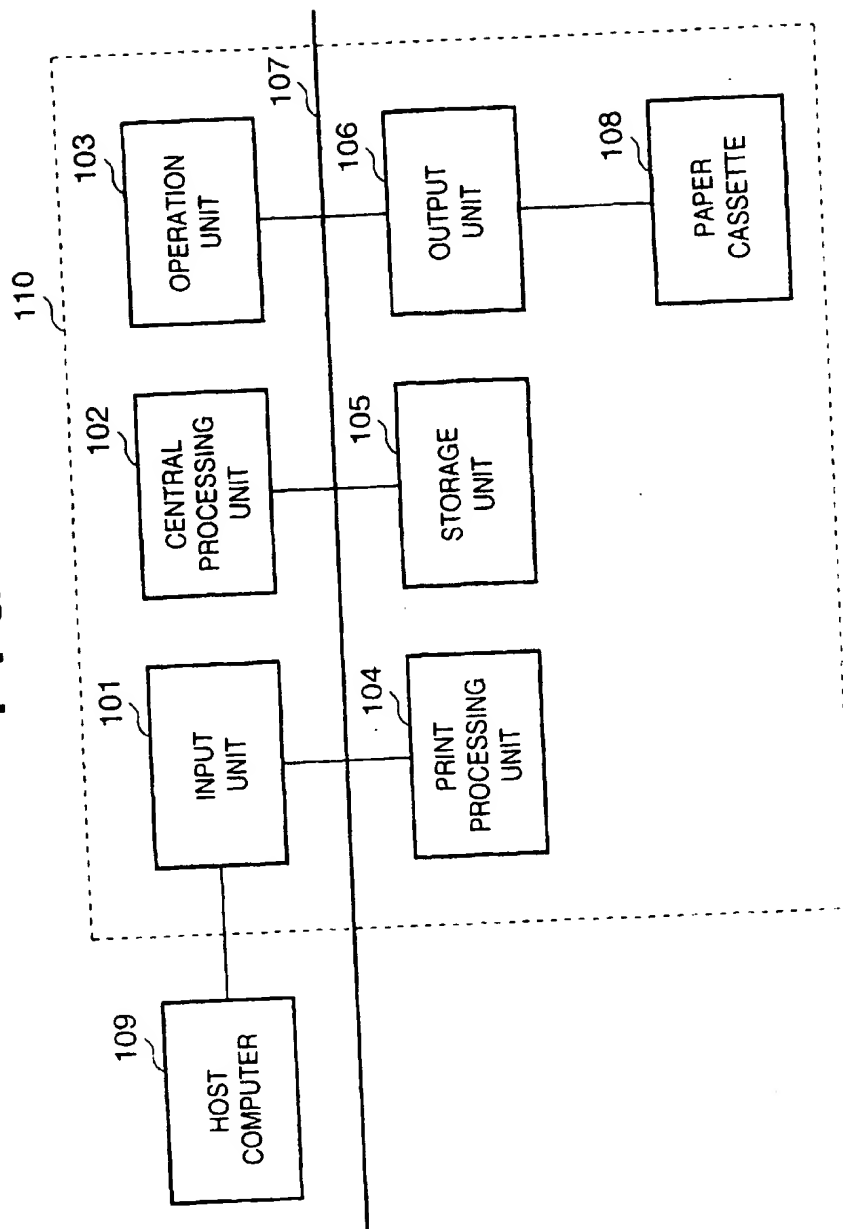 110
103
OPERATION
UNIT
102
CENTRAL
PROCESSING
UNIT
101
INPUT
UNIT
109
HOST
COMPUTER
107
106
OUTPUT
UNIT
105
STORAGE
UNIT
104
PRINT
PROCESSING
UNIT
108
PAPER
CASSETTE